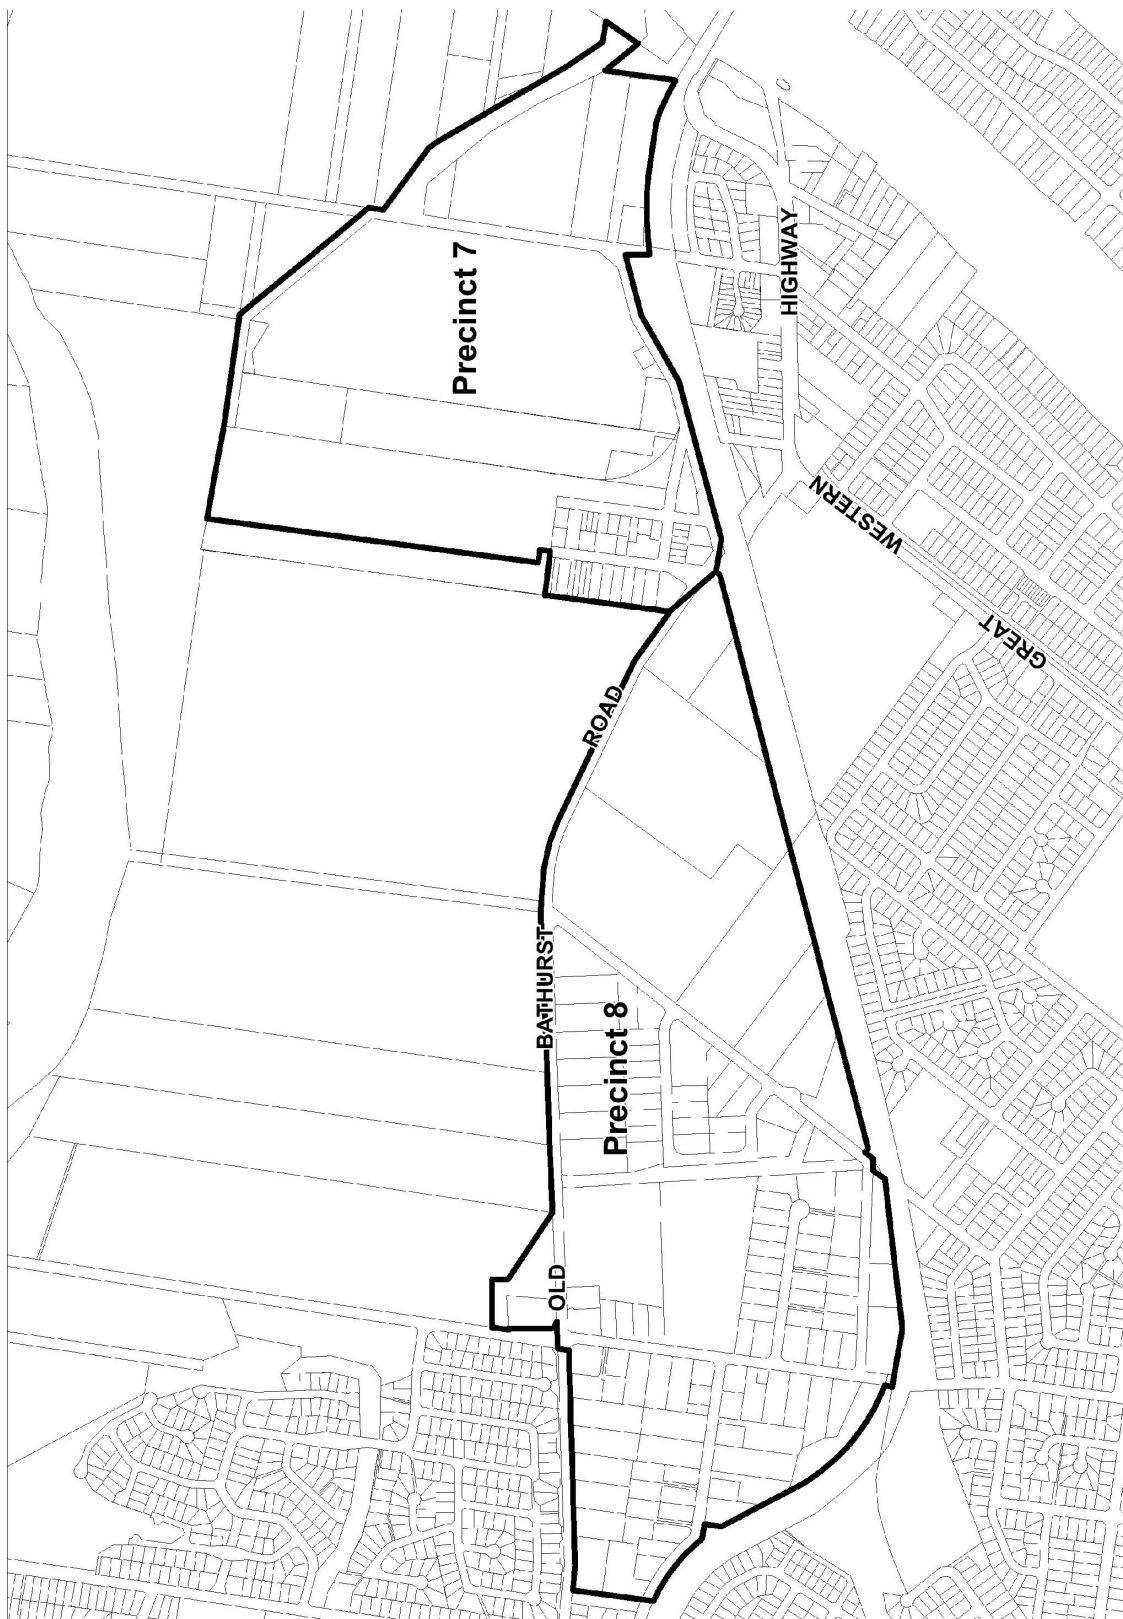 Precinct 7
HIGHWAY
WESTERN
GREAT
ROAD
BATHURST
OLD
Precinct 8